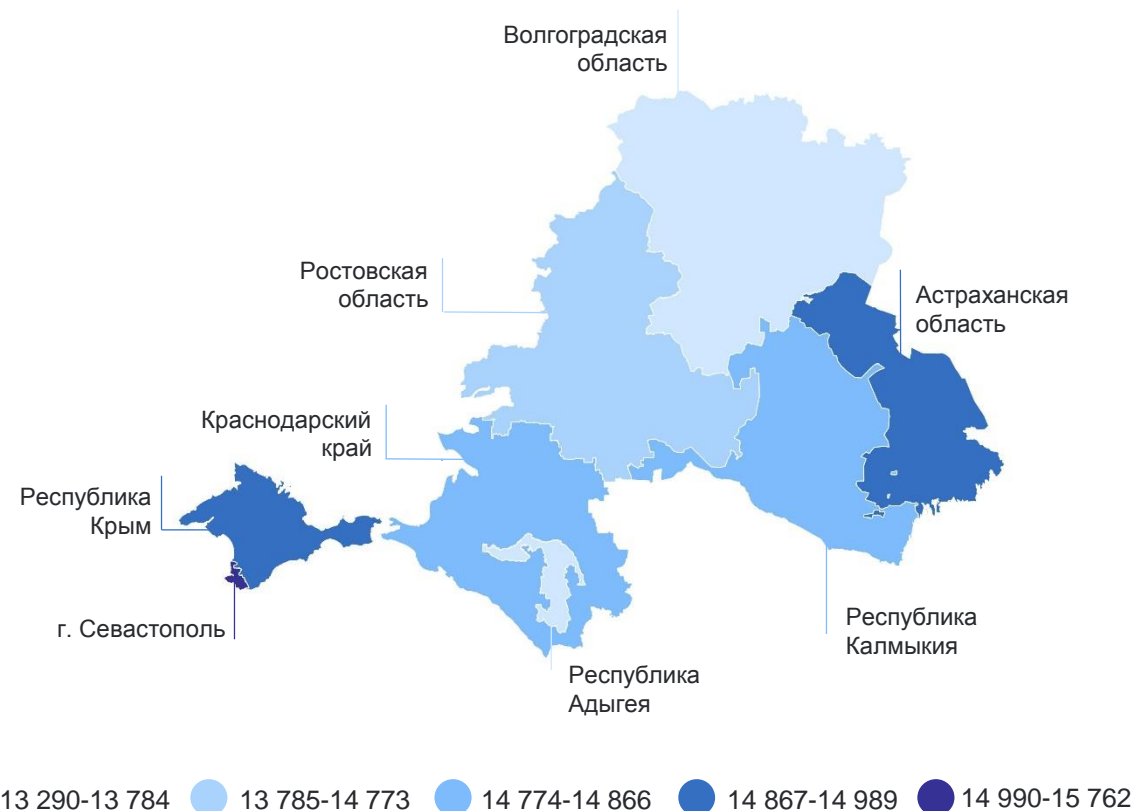 Волгоградская
область
Ростовская
область
Астраханская
область
Краснодарский
край
Республика
Крым
г. Севастополь
Республика
Калмыкия
Республика
Адыгея
13 290-13 784 13 785-14 773 14 774-14 866 14 867-14 989 14 990-15 762